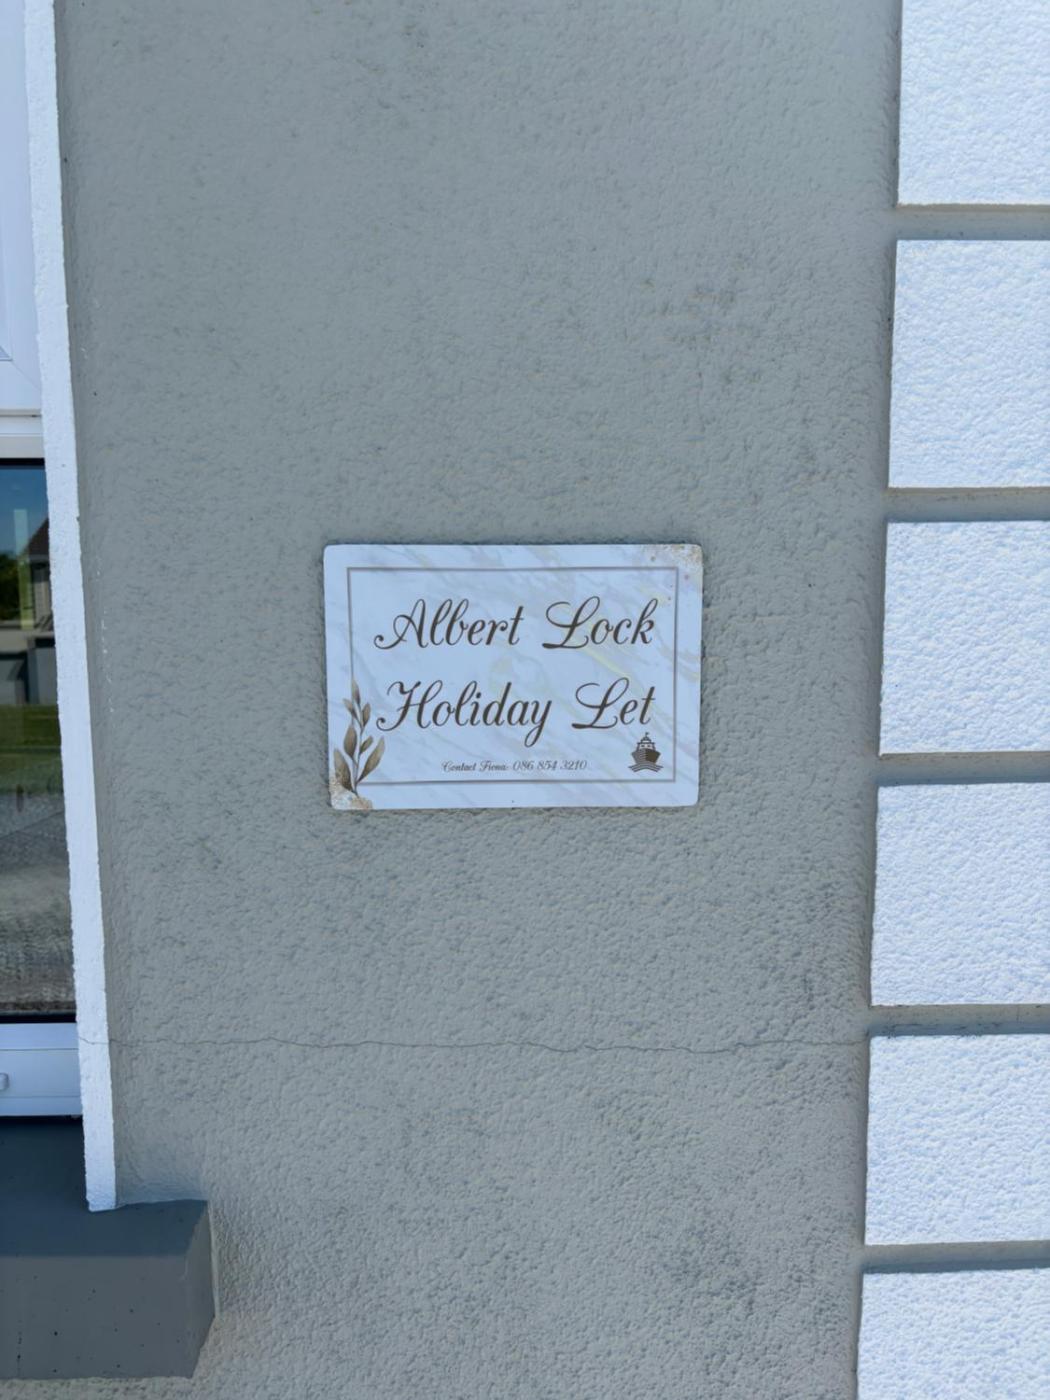 Albert Lock
Holiday Let
Contact Fiona: 086 854 3210